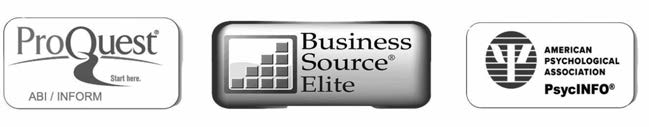 ProQuest®
Start here.
ABI / INFORM
Business
Source®
Elite
AMERICAN
PSYCHOLOGICAL
ASSOCIATION
PsycINFO®